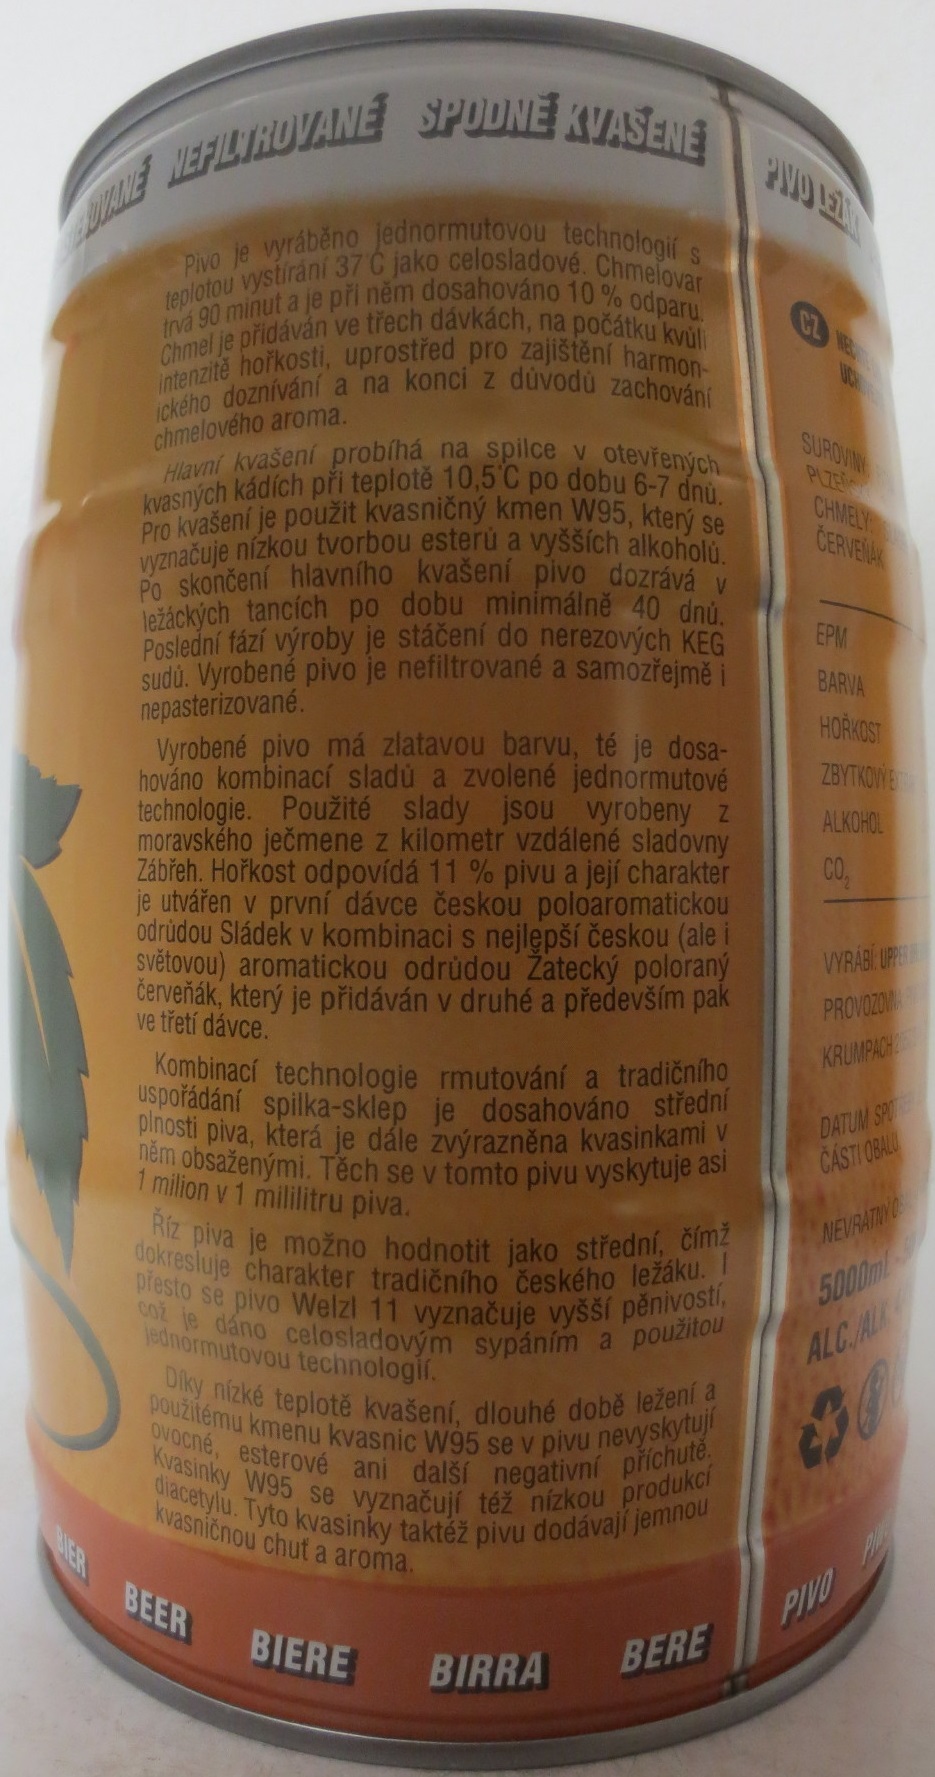 NEFILTROVANÉ SPODNĚ KVAŠENÉ
PIVO LEŽÁK
Pivo je vyráběno jednormutovou technologií s
teplotou vystírání 37°C jako celosladové. Chmelovar
trvá 90 minut a je při něm dosahováno 10 % odparu.
Chmel je přidáván ve třech dávkách, na počátku kvůli
intenzitě hořkosti, uprostřed pro zajištění harmon-
ického doznívání a na konci z důvodů zachování
chmelového aroma.
Hlavní kvašení probíhá na spilce v otevřených
kvasných kádích při teplotě 10,5°C po dobu 6-7 dnů.
Pro kvašení je použit kvasničný kmen W95, který se
vyznačuje nízkou tvorbou esterů a vyšších alkoholů.
Po skončení hlavního kvašení pivo dozrává v
ležáckých tancích po dobu minimálně 40 dnů.
Poslední fází výroby je stáčení do nerezových KEG
sudů. Vyrobené pivo je nefiltrované a samozřejmě i
nepasterizované.
Vyrobené pivo má zlatavou barvu, té je dosa-
hováno kombinací sladů a zvolené jednormutové
technologie. Použité slady jsou vyrobeny z
moravského ječmene z kilometr vzdálené sladovny
Zábřeh. Hořkost odpovídá 11 % pivu a její charakter
je utvářen v první dávce českou poloaromatickou
odrůdou Sládek v kombinaci s nejlepší českou (ale i
světovou) aromatickou odrůdou Žatecký poloraný
červeňák, který je přidáván v druhé a především pak
ve třetí dávce.
Kombinací technologie rmutování a tradičního
uspořádání spilka-sklep je dosahováno střední
plnosti piva, která je dále zvýrazněna kvasinkami v
něm obsaženými. Těch se v tomto pivu vyskytuje asi
1 milion v 1 mililitru piva.
Říz piva je možno hodnotit jako střední, čímž
dokresluje charakter tradičního českého ležáku. I
přesto se pivo Welzl 11 vyznačuje vyšší pěnivostí,
což je dáno celosladovým sypáním a použitou
jednormutovou technologií.
Díky nízké teplotě kvašení, dlouhé době ležení a
použitému kmenu kvasnic W95 se v pivu nevyskytují
ovocné, esterové ani další negativní příchutě.
Kvasinky W95 se vyznačují též nízkou produkcí
diacetylu. Tyto kvasinky taktéž pivu dodávají jemnou
kvasničnou chuť a aroma.
CZ
SUROVINY:
CHMELY:
ČERVEŇÁK
EPM
BARVA
HOŘKOST
ZBYTKOVÝ
ALKOHOL
CO₂
VYRÁBÍ: UPPER
PROVOZOVNA
KRUMPACH
DATUM
ČÁSTI OBALU
NEVRATNÝ
5000ml
ALC./ALK.
BIER
BEER
BIERE
BIRRA
BERE
PIVO